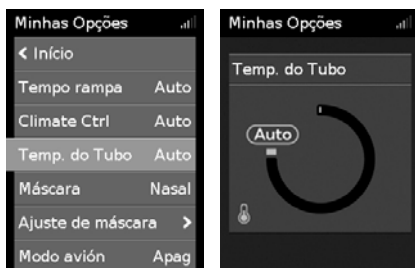 Minhas Opções
Início
Tempo rampa Auto
Climate Ctrl Auto
Temp. do Tubo Auto
Máscara Nasal
Ajuste de máscara
Modo avión Apag
Minhas Opções
Temp. do Tubo
Auto